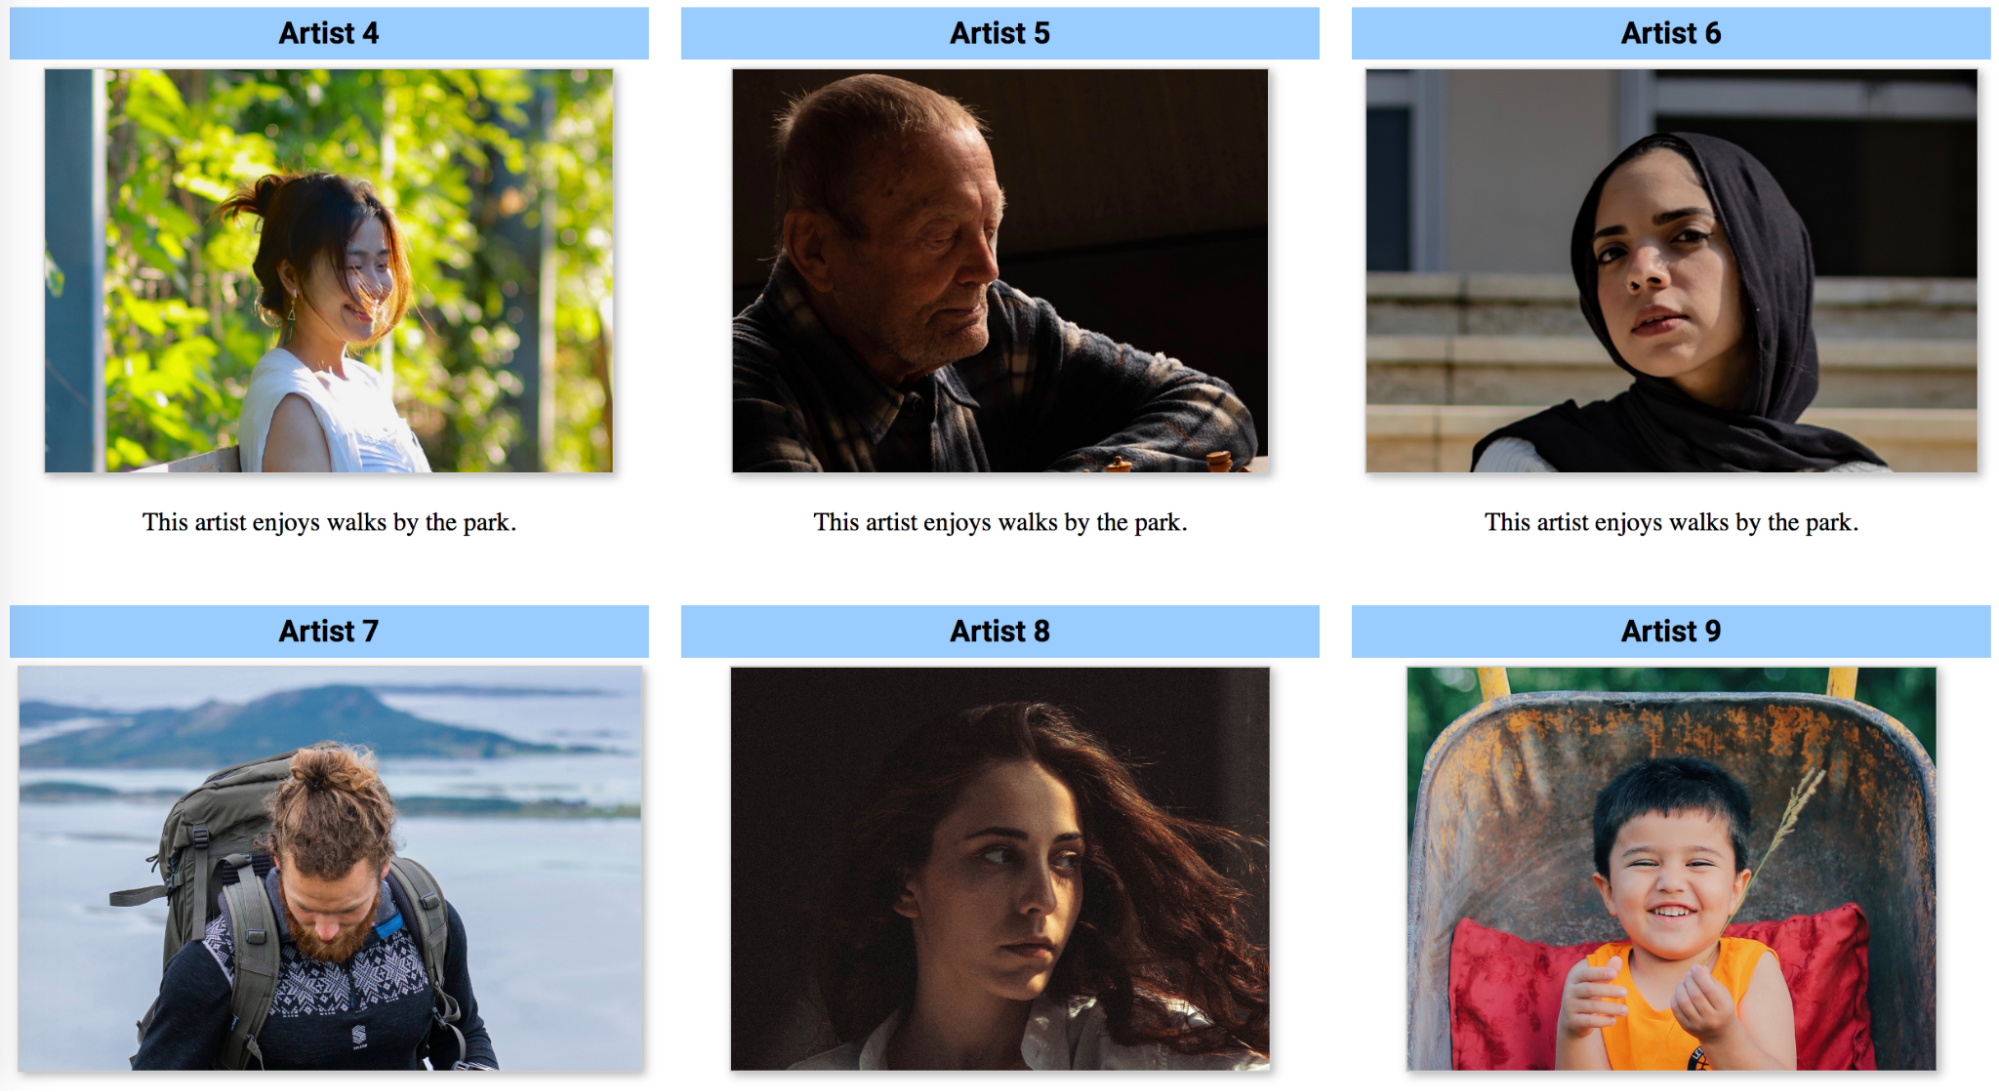 Artist 4
Artist 5
Artist 6
This artist enjoys walks by the park.
This artist enjoys walks by the park.
This artist enjoys walks by the park.
Artist 7
Artist 8
Artist 9